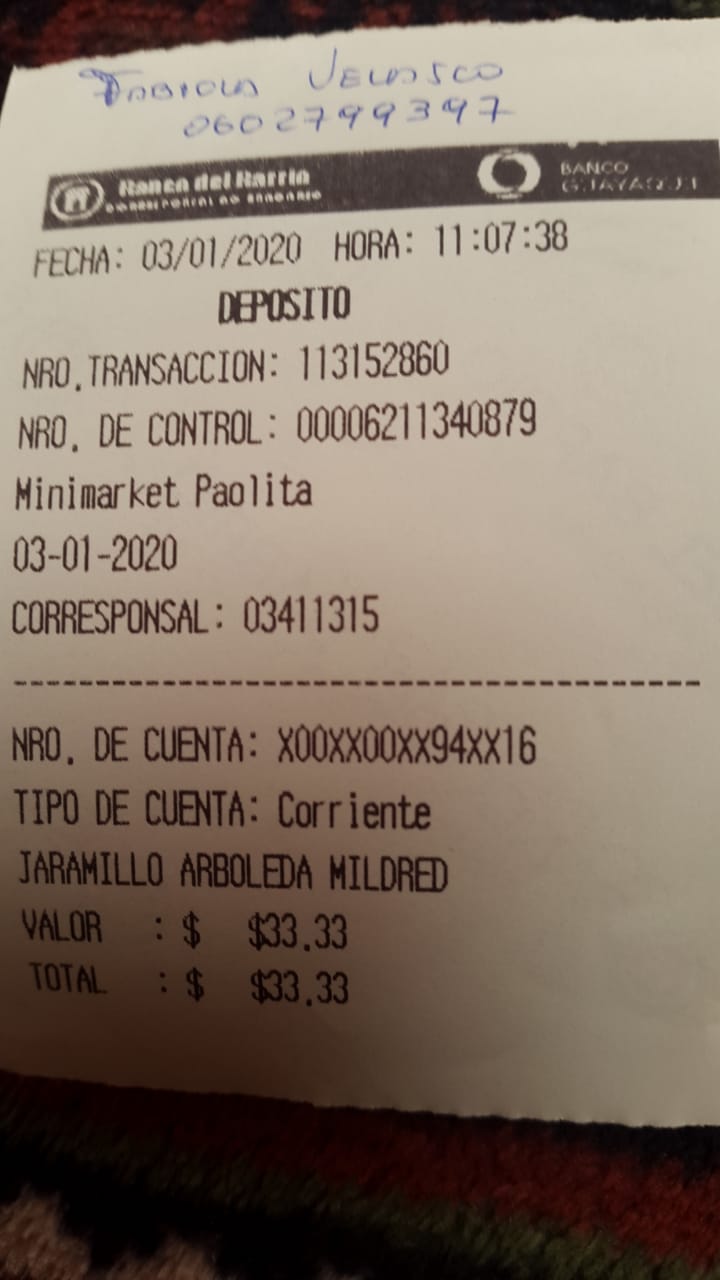 FABIOLA VELASCO
0602799397
Banco del Barrio
BANCO
GUAYAQUIL
FECHA: 03/01/2020 HORA: 11:07:38
DEPOSITO
NRO.TRANSACCION: 113152860
NRO. DE CONTROL: 00006211340879
Minimarket Paolita
03-01-2020
CORRESPONSAL: 03411315
---------------------------------------
NRO. DE CUENTA: X00XX00XX94XX16
TIPO DE CUENTA: Corriente
JARAMILLO ARBOLEDA MILDRED
VALOR : $ $33.33
TOTAL : $ $33.33